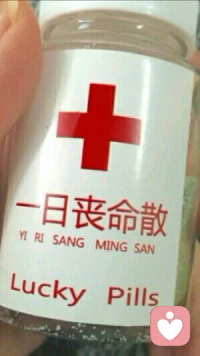 一日丧命散
YI RI SANG MING SAN
Lucky Pills